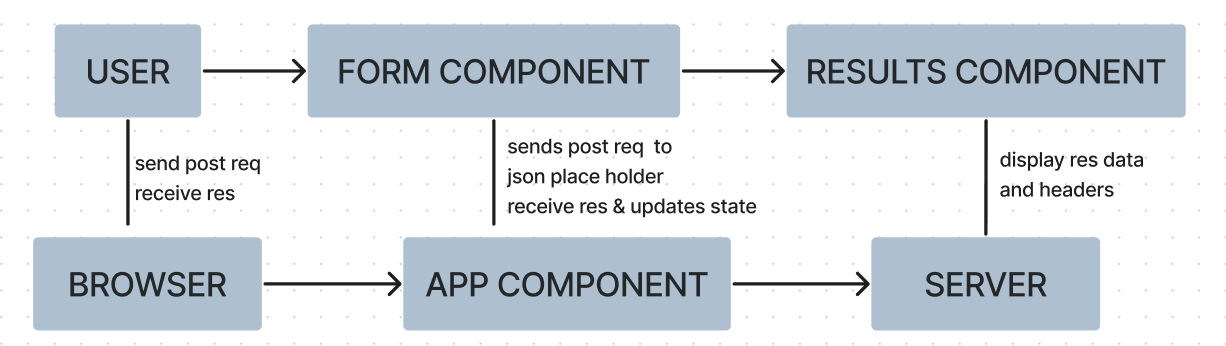 USER
FORM COMPONENT
RESULTS COMPONENT
send post req
receive res
sends post req to
json place holder
receive res & updates state
display res data
and headers
BROWSER
APP COMPONENT
SERVER